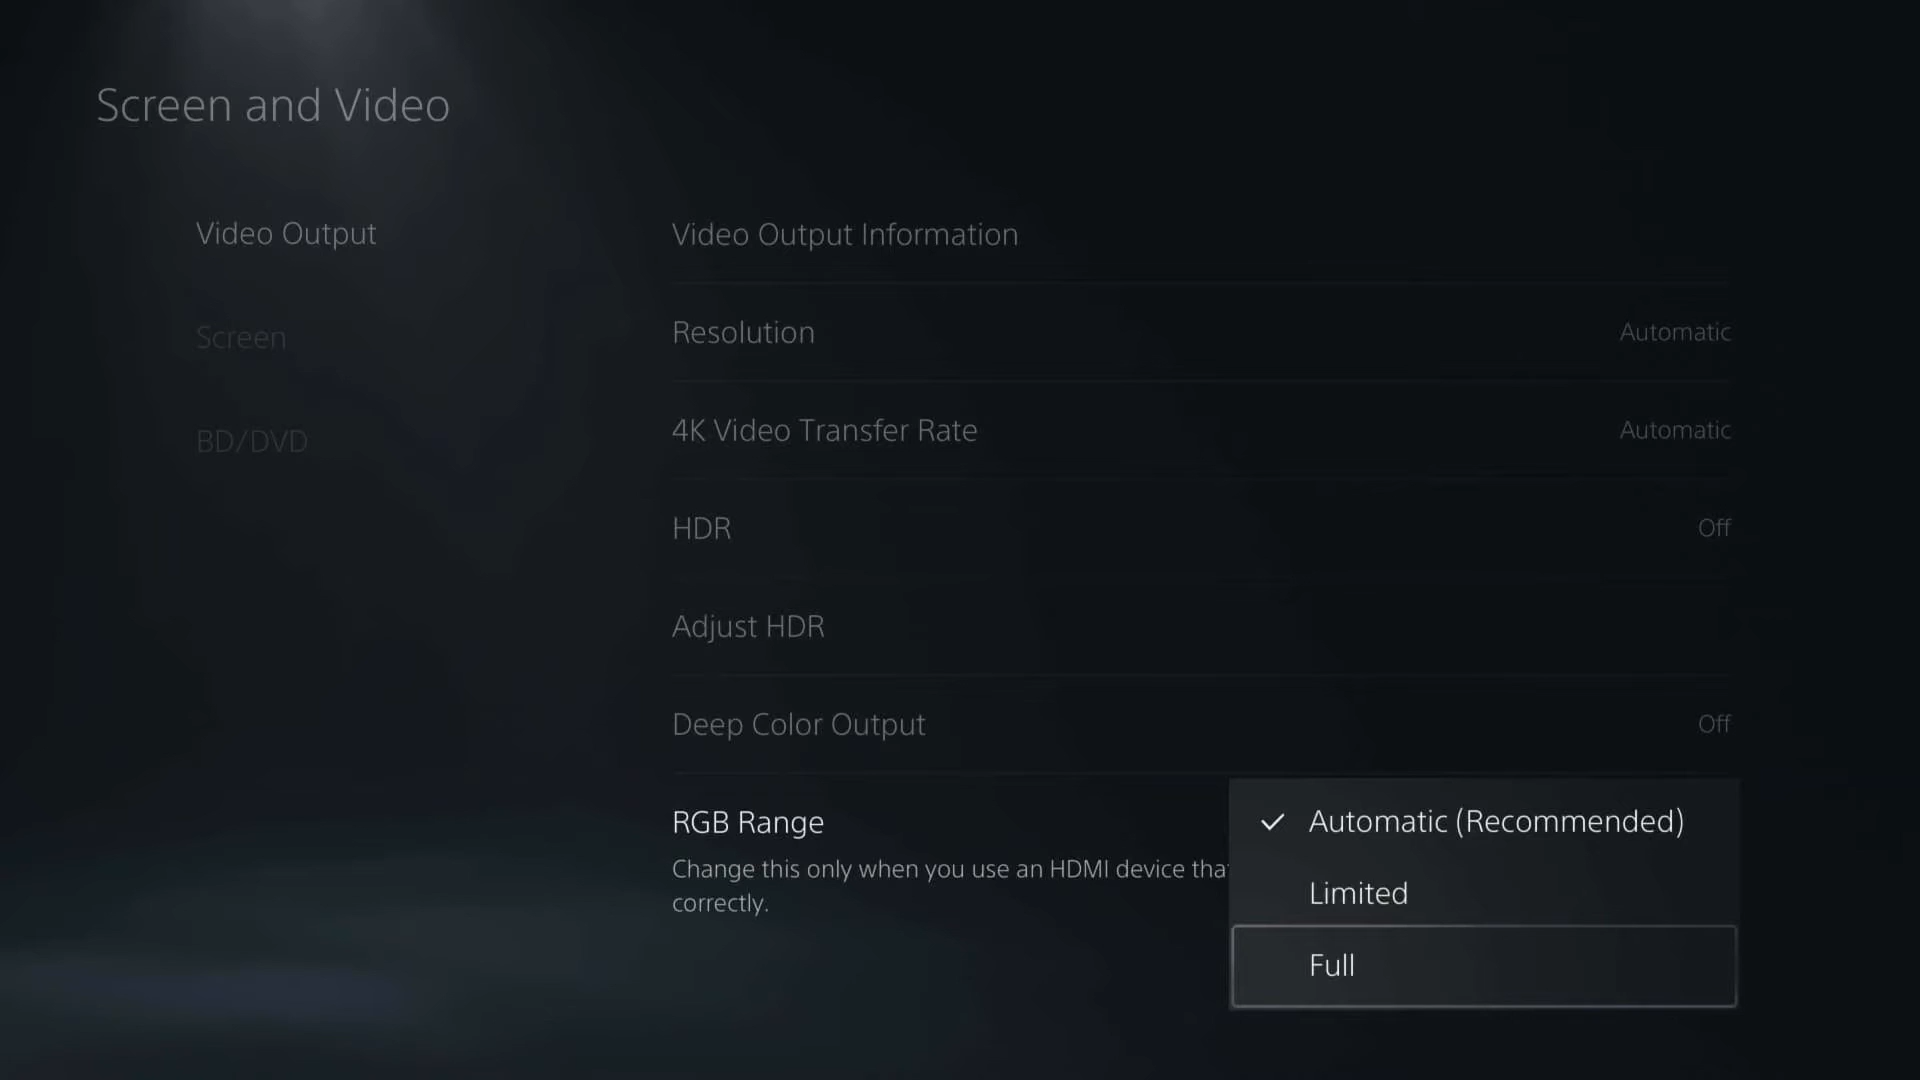 Screen and Video
Video Output
Screen
BD/DVD
Video Output Information
Resolution Automatic
4K Video Transfer Rate Automatic
HDR Off
Adjust HDR
Deep Color Output Off
RGB Range
Change this only when you use an HDMI device
correctly.
Automatic (Recommended)
Limited
Full